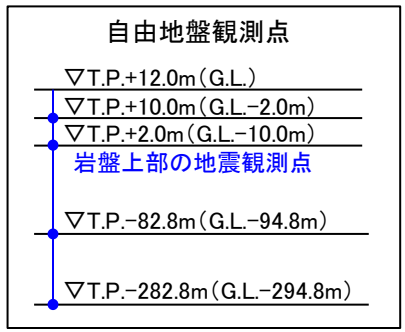 自由地盤観測点
▽T.P.+12.0m(G.L.)
▽T.P.+10.0m(G.L.-2.0m)
▽T.P.+2.0m(G.L.-10.0m)
岩盤上部の地震観測点
▽T.P.-82.8m(G.L.-94.8m)
▽T.P.-282.8m(G.L.-294.8m)